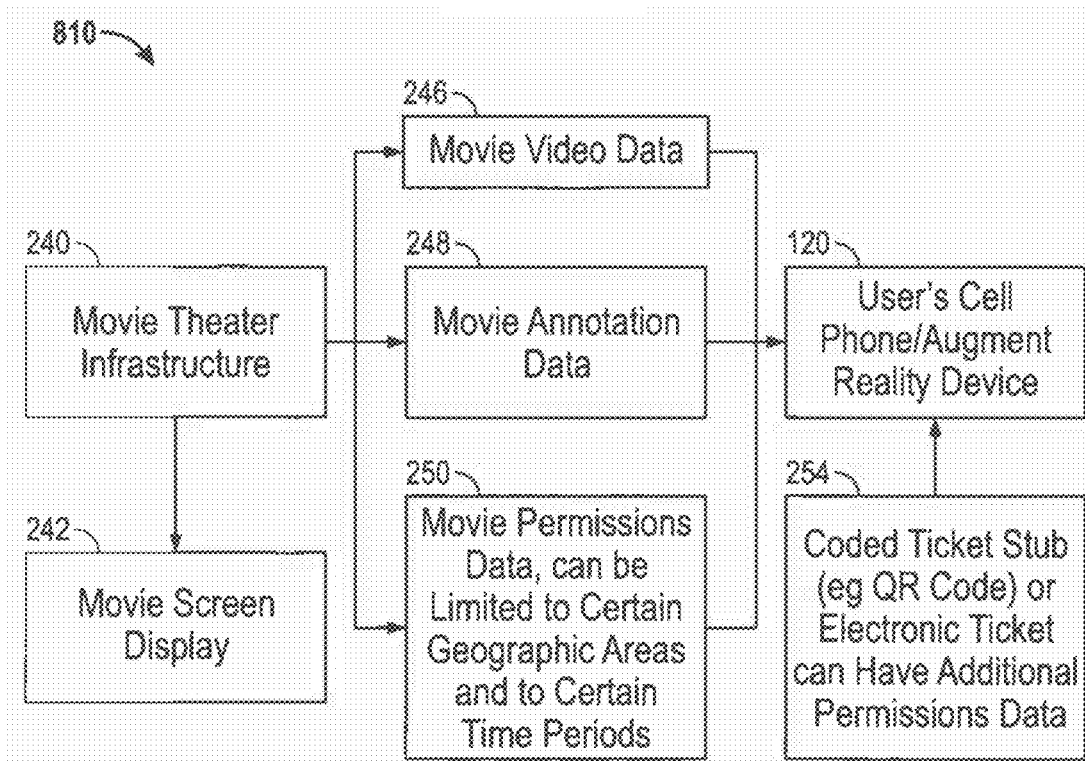 810
246
Movie Video Data
240
Movie Theater
Infrastructure
248
Movie Annotation
Data
120
User's Cell
Phone/Augment
Reality Device
242
Movie Screen
Display
250
Movie Permissions
Data, can be
Limited to Certain
Geographic Areas
and to Certain
Time Periods
254
Coded Ticket Stub
(eg QR Code) or
Electronic Ticket
can Have Additional
Permissions Data